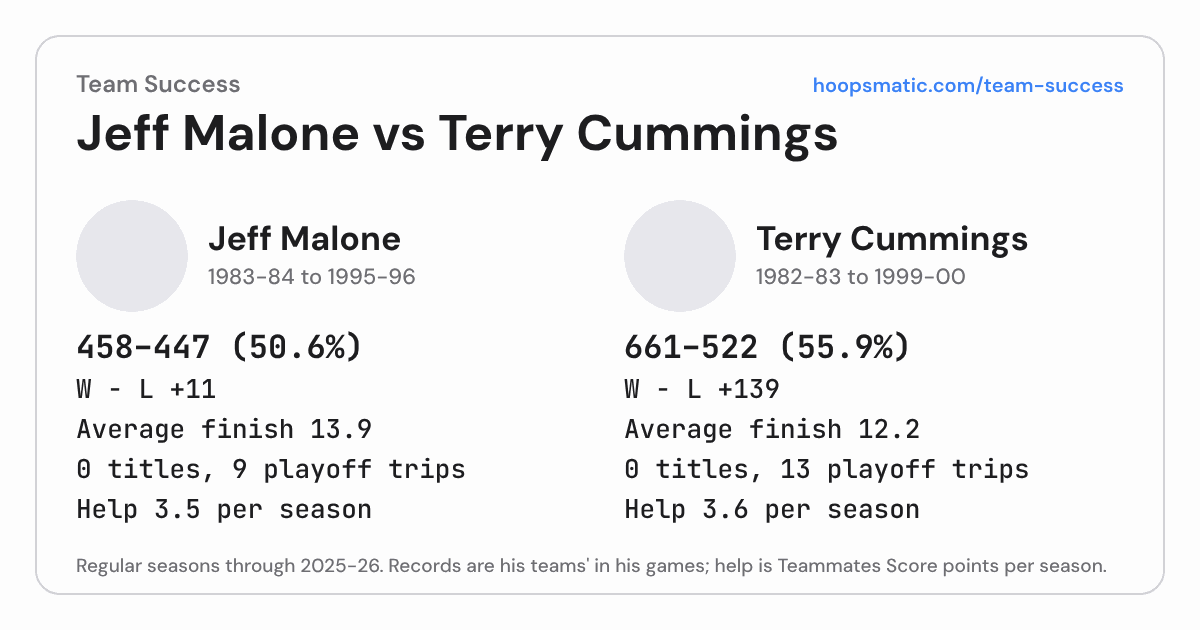 Team Success
hoopsmatic.com/team-success
Jeff Malone vs Terry Cummings
Jeff Malone
1983-84 to 1995-96
458-447 (50.6%)
W - L +11
Average finish 13.9
0 titles, 9 playoff trips
Help 3.5 per season
Terry Cummings
1982-83 to 1999-00
661-522 (55.9%)
W - L +139
Average finish 12.2
0 titles, 13 playoff trips
Help 3.6 per season
Regular seasons through 2025-26. Records are his teams' in his games; help is Teammates Score points per season.